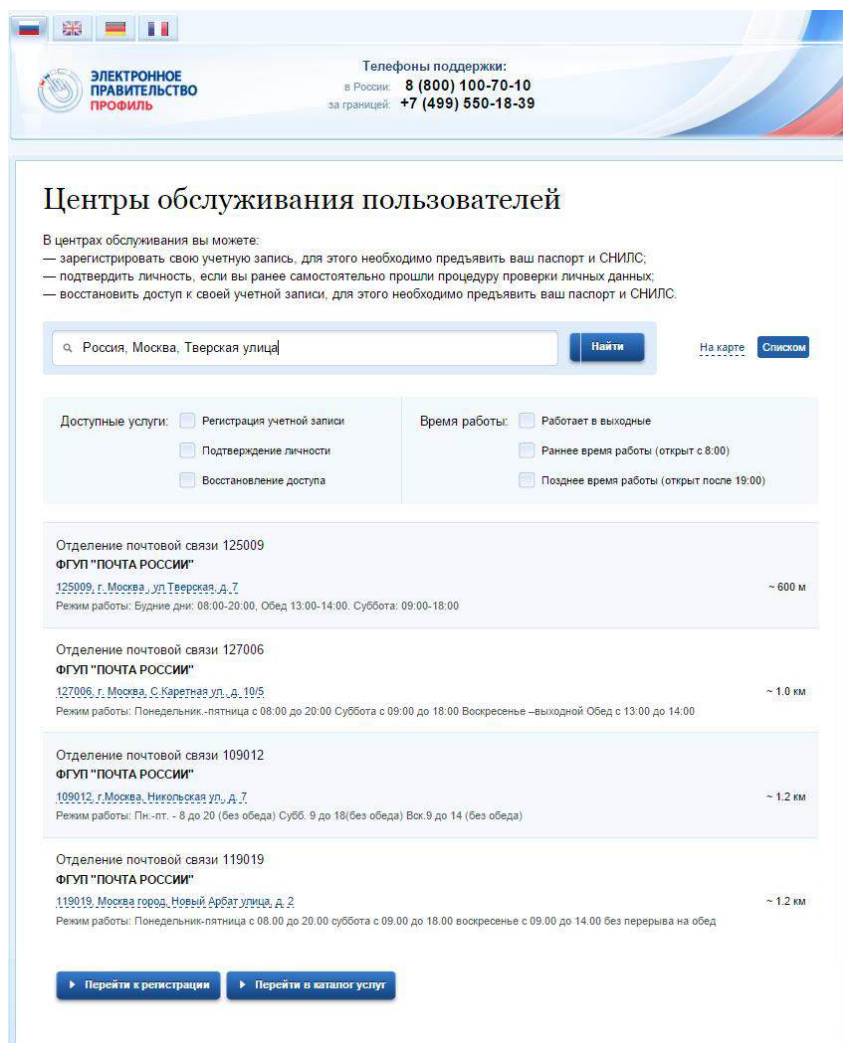 ЭЛЕКТРОННОЕ
ПРАВИТЕЛЬСТВО
ПРОФИЛЬ
Телефоны поддержки:
в России: 8 (800) 100-70-10
за границей: +7 (499) 550-18-39
Центры обслуживания пользователей
В центрах обслуживания вы можете:
— зарегистрировать свою учетную запись, для этого необходимо предъявить ваш паспорт и СНИЛС;
— подтвердить личность, если вы ранее самостоятельно прошли процедуру проверки личных данных;
— восстановить доступ к своей учетной записи, для этого необходимо предъявить ваш паспорт и СНИЛС.
Россия, Москва, Тверская улица
Найти
На карте Списком
Доступные услуги: Регистрация учетной записи
Подтверждение личности
Восстановление доступа
Время работы: Работает в выходные
Раннее время работы (открыт с 8:00)
Позднее время работы (открыт после 19:00)
Отделение почтовой связи 125009
ФГУП "ПОЧТА РОССИИ"
125009, г. Москва , ул Тверская, д. 7 ~ 600 м
Режим работы: Будние дни: 08:00-20:00, Обед 13:00-14:00. Суббота: 09:00-18:00
Отделение почтовой связи 127006
ФГУП "ПОЧТА РОССИИ"
127006, г. Москва, С.Каретная ул., д. 10/5 ~ 1.0 км
Режим работы: Понедельник.-пятница с 08:00 до 20:00 Суббота с 09:00 до 18:00 Воскресенье –выходной Обед с 13:00 до 14:00
Отделение почтовой связи 109012
ФГУП "ПОЧТА РОССИИ"
109012, г.Москва, Никольская ул., д. 7 ~ 1.2 км
Режим работы: Пн:-пт. - 8 до 20 (без обеда) Субб. 9 до 18(без обеда) Вск.9 до 14 (без обеда)
Отделение почтовой связи 119019
ФГУП "ПОЧТА РОССИИ"
119019, Москва город, Новый Арбат улица, д. 2 ~ 1.2 км
Режим работы: Понедельник-пятница с 08.00 до 20.00 суббота с 09.00 до 18.00 воскресенье с 09.00 до 14.00 без перерыва на обед
Перейти к регистрации Перейти в каталог услуг